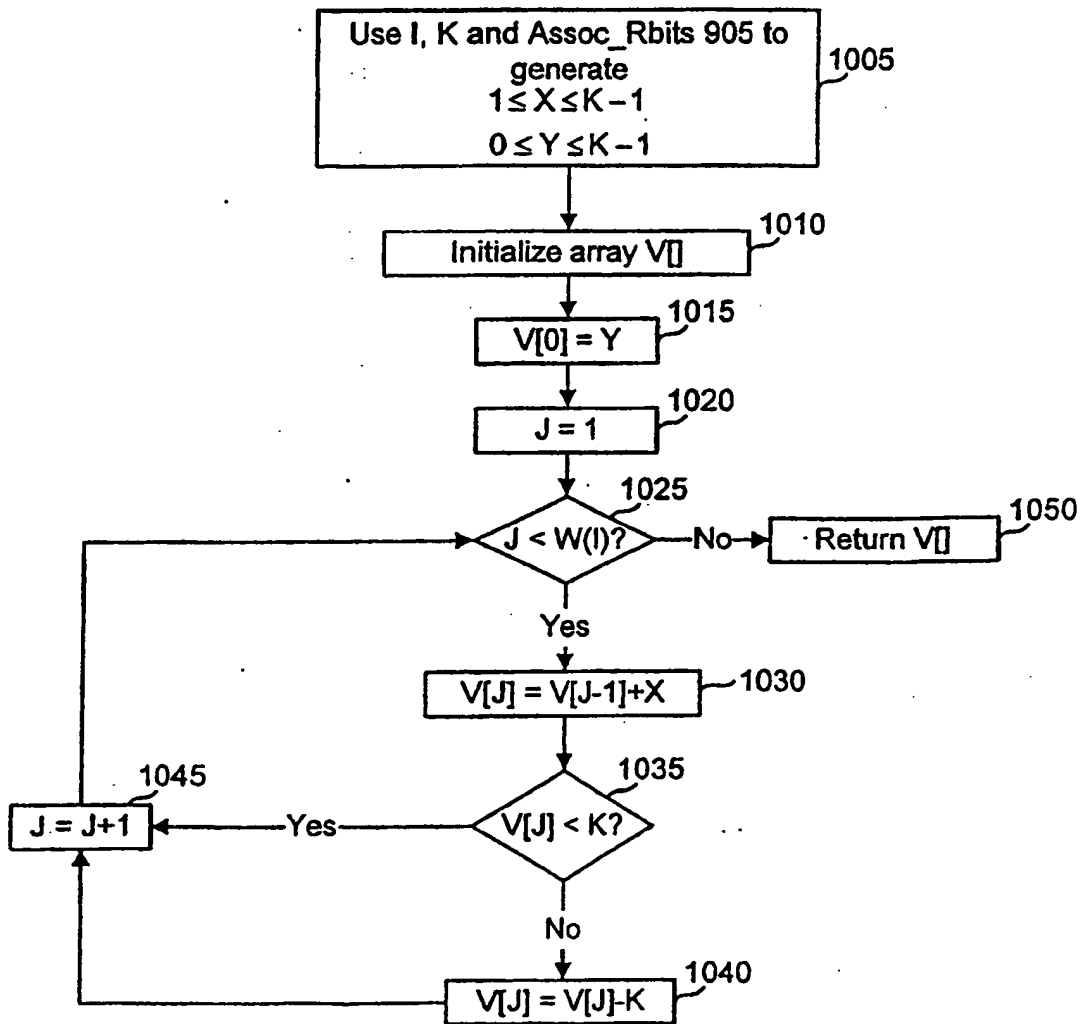 Use I, K and Assoc_Rbits 905 to
generate
1 ≤ X ≤ K – 1
0 ≤ Y ≤ K – 1
1005
Initialize array V[]
1010
V[0] = Y
1015
J = 1
1020
J < W(I)?
1025
No
Return V[]
1050
Yes
V[J] = V[J-1]+X
1030
V[J] < K?
1035
Yes
J = J+1
1045
No
V[J] = V[J]-K
1040